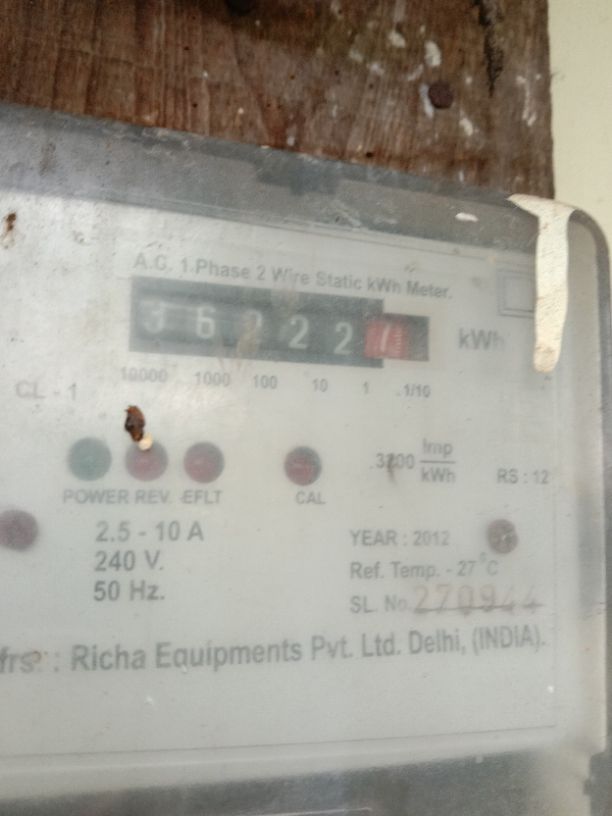 A.C. 1.Phase 2 Wire Static kWh Meter.
kWh
10000 1000 100 10 1 .1/10
CL - 1
Imp
kWh
RS : 12
POWER REV. EFLT CAL
2.5 - 10 A
240 V.
50 Hz.
YEAR : 2012
Ref. Temp. - 27°C
SL. No. 270944
frs. : Richa Equipments Pvt. Ltd. Delhi, (INDIA).